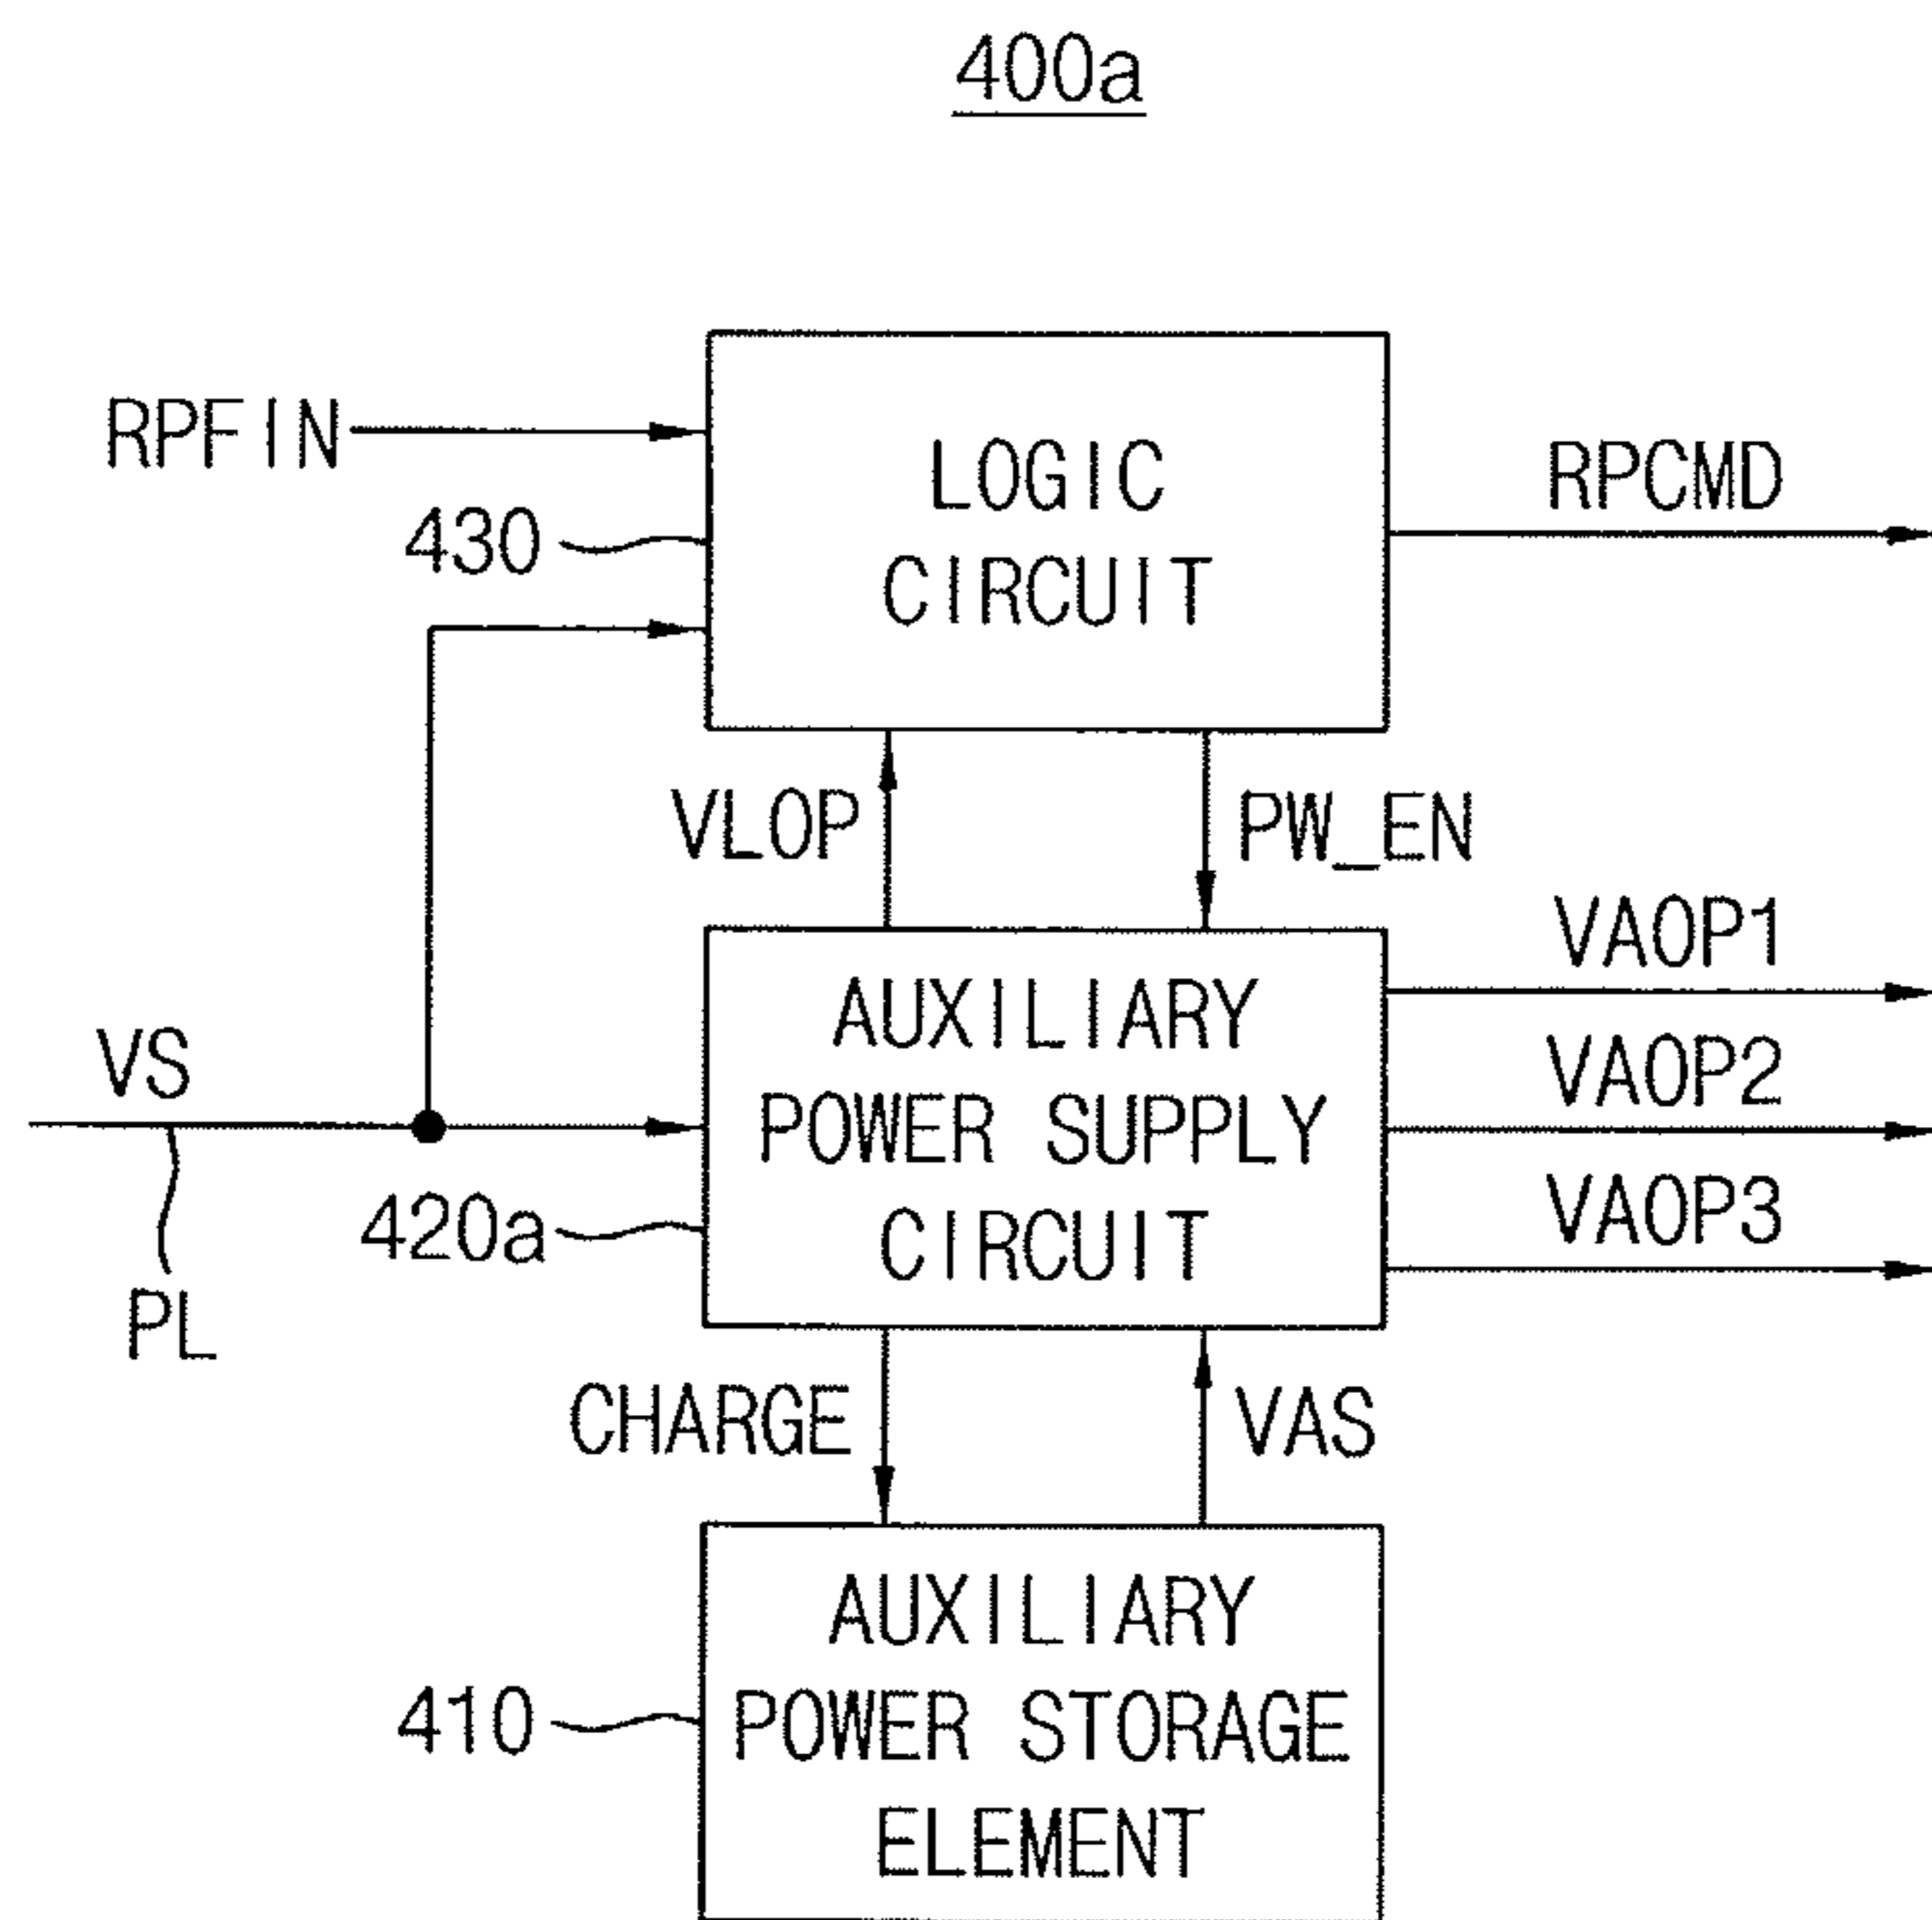 400a
RPFIN
430
LOGIC
CIRCUIT
RPCMD
VLOP
PW_EN
VS
PL
420a
AUXILIARY
POWER SUPPLY
CIRCUIT
VAOP1
VAOP2
VAOP3
CHARGE
VAS
410
AUXILIARY
POWER STORAGE
ELEMENT